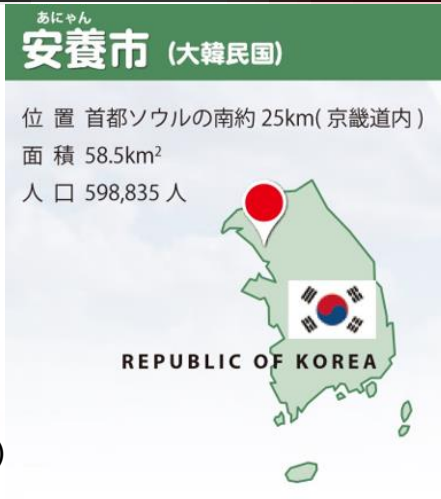 あにゃん
安養市 (大韓民国)
位 置 首都ソウルの南約 25km( 京畿道内 )
面 積 58.5km²
人 口 598,835 人
REPUBLIC OF KOREA
)